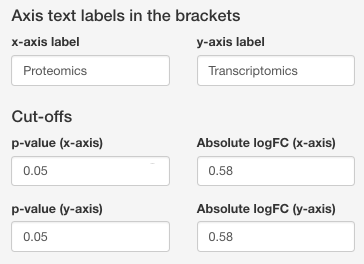 Axis text labels in the brackets
x-axis label y-axis label
Proteomics Transcriptomics
Cut-offs
p-value (x-axis) Absolute logFC (x-axis)
0.05 0.58
p-value (y-axis) Absolute logFC (y-axis)
0.05 0.58